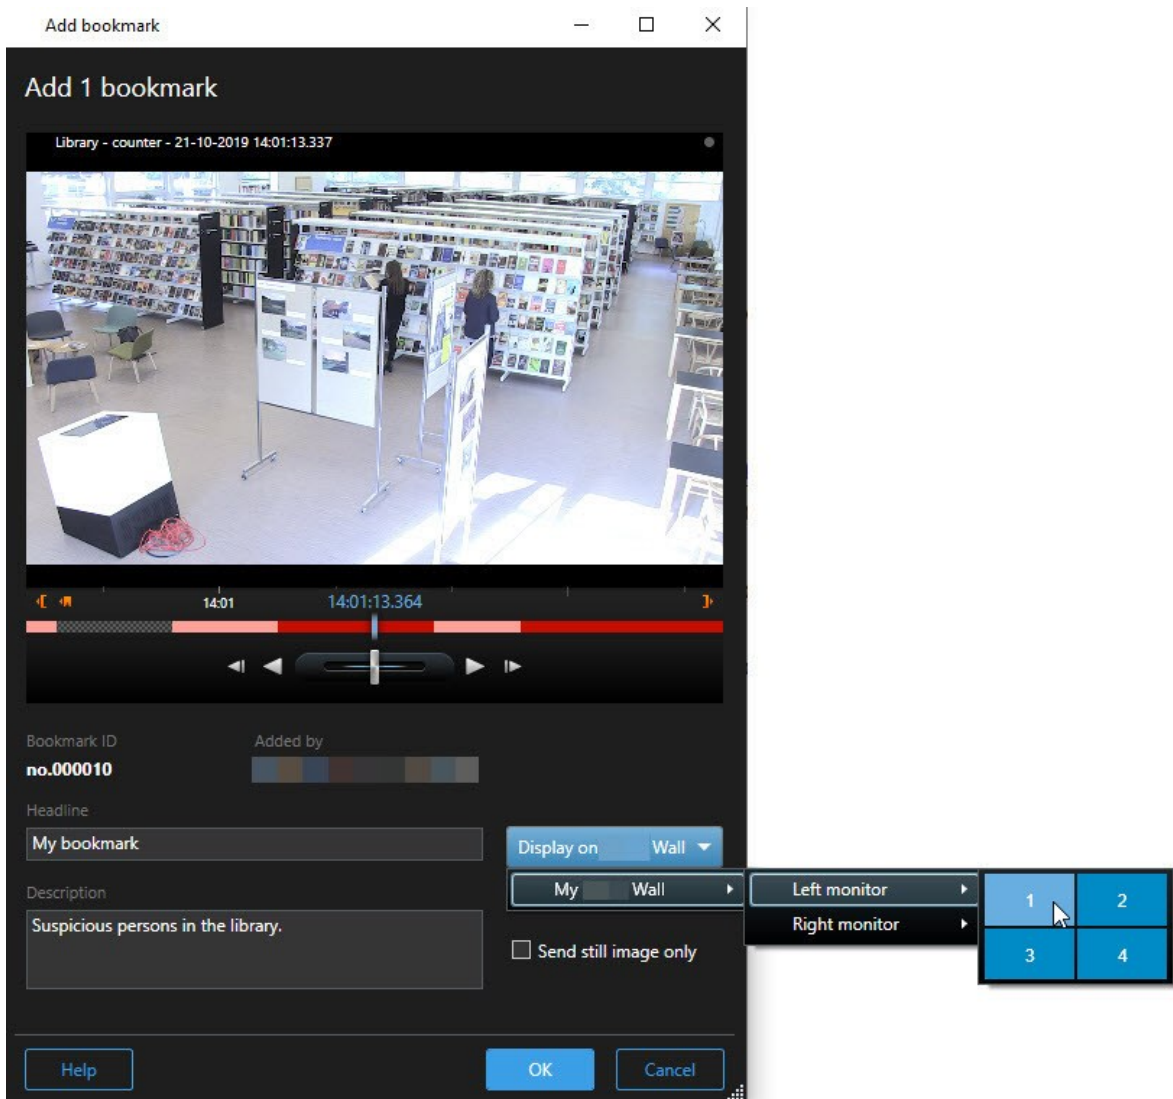 Add bookmark
Add 1 bookmark
Library - counter - 21-10-2019 14:01:13.337
14:01
14:01:13.364
Bookmark ID
Added by
no.000010
Headline
My bookmark
Display on Wall
My Wall
Left monitor
Right monitor
1
2
3
4
Description
Suspicious persons in the library.
Send still image only
Help
OK
Cancel